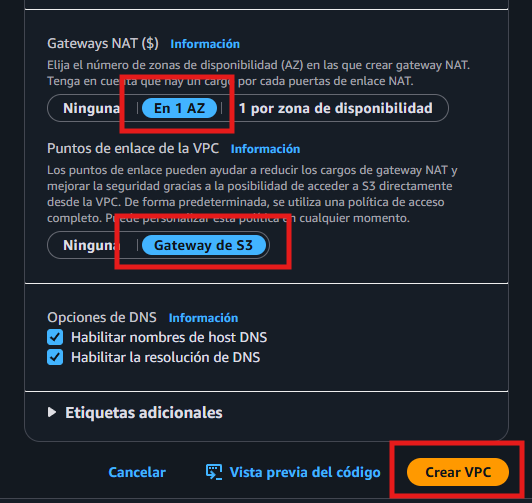 Gateways NAT ($) Información
Elija el número de zonas de disponibilidad (AZ) en las que crear gateway NAT.
Tenga en cuenta que hay un cargo por cada puertas de enlace NAT.
Ninguna En 1 AZ 1 por zona de disponibilidad
Puntos de enlace de la VPC Información
Los puntos de enlace pueden ayudar a reducir los cargos de gateway NAT y
mejorar la seguridad gracias a la posibilidad de acceder a S3 directamente
desde la VPC. De forma predeterminada, se utiliza una política de acceso
completo. Puede personalizar esta política en cualquier momento.
Ninguna Gateway de S3
Opciones de DNS Información
Habilitar nombres de host DNS
Habilitar la resolución de DNS
Etiquetas adicionales
Cancelar Vista previa del código Crear VPC